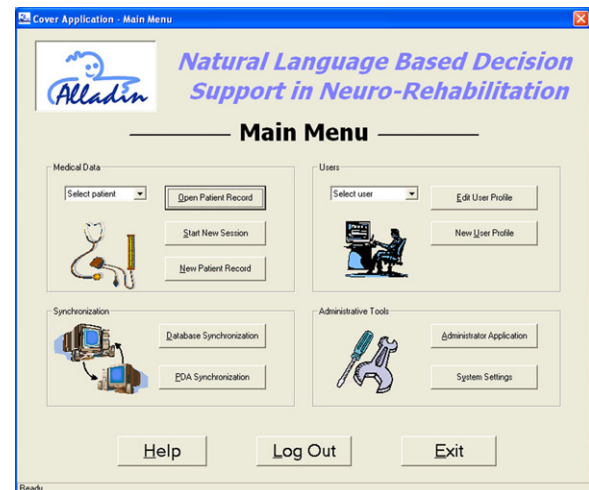 Cover Application - Main Menu
Alladin
Natural Language Based Decision
Support in Neuro-Rehabilitation
Main Menu
Medical Data
Select patient
Open Patient Record
Start New Session
New Patient Record
Users
Select user
Edit User Profile
New User Profile
Synchronization
Database Synchronization
PDA Synchronization
Administrative Tools
Administrator Application
System Settings
Help
Log Out
Exit
Ready